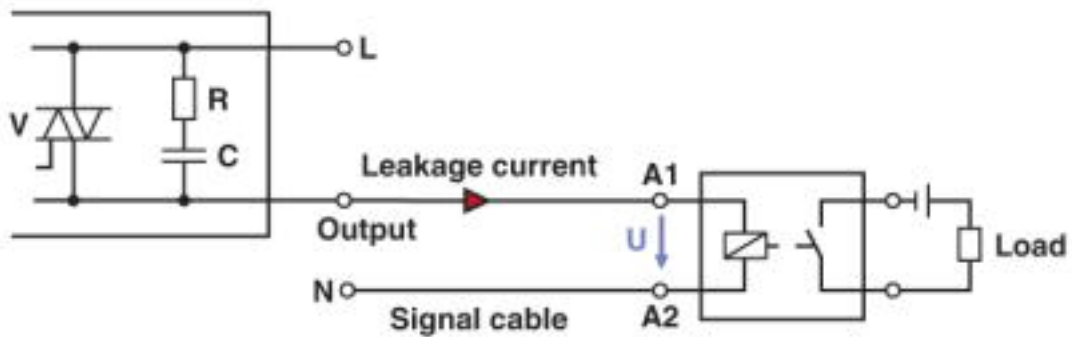 L
R
V
C
Leakage current
A1
Output
U
Load
N
Signal cable
A2